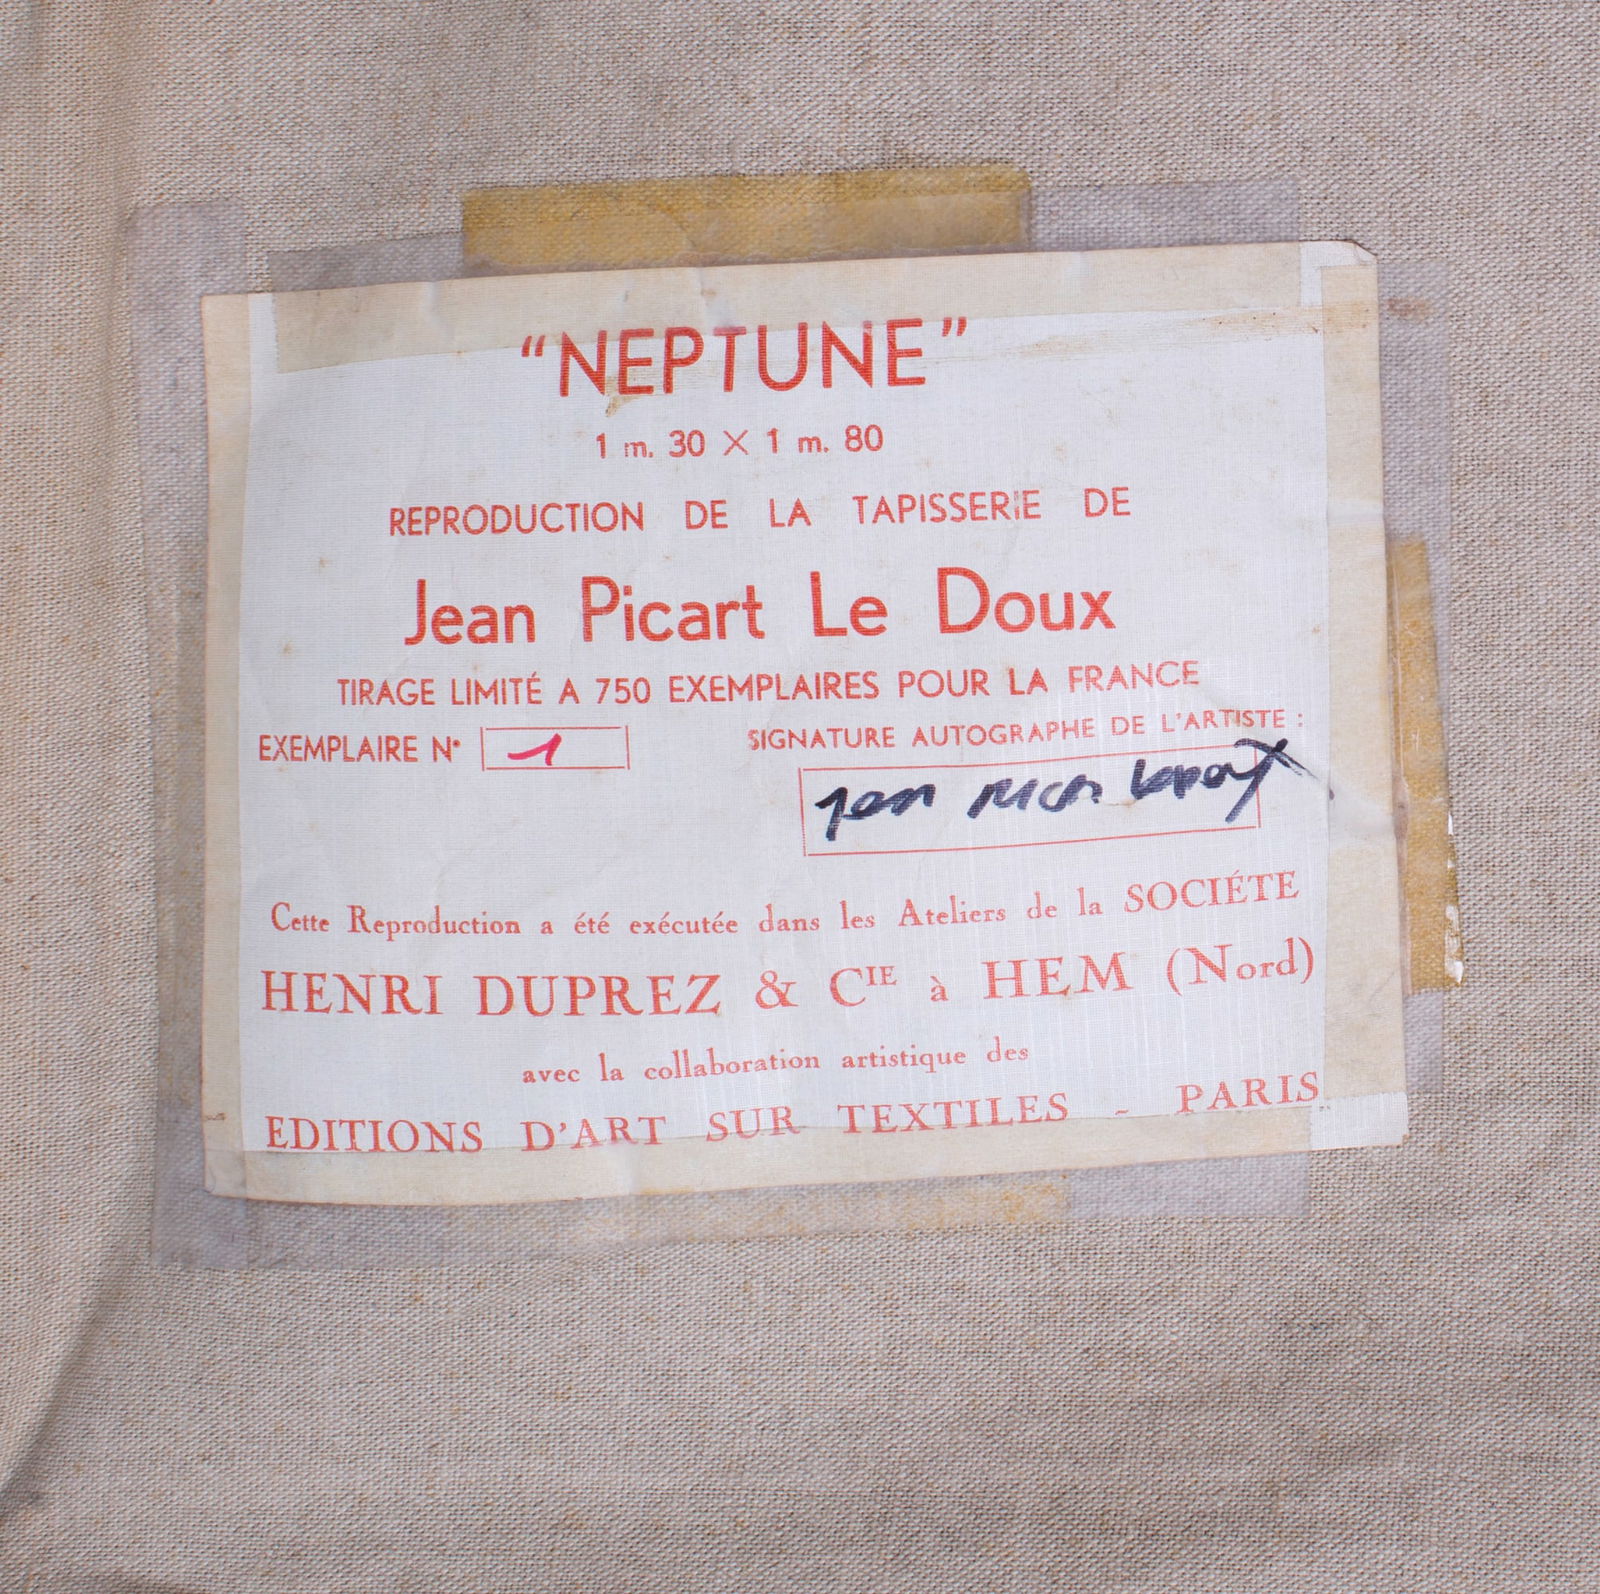 “NEPTUNE”
1 m. 30 × 1 m. 80
REPRODUCTION DE LA TAPISSERIE DE
Jean Picart Le Doux
TIRAGE LIMITÉ A 750 EXEMPLAIRES POUR LA FRANCE
EXEMPLAIRE N° 1
SIGNATURE AUTOGRAPHE DE L'ARTISTE :
Cette Reproduction a été exécutée dans les Ateliers de la SOCIÉTE
HENRI DUPREZ & CIE à HEM (Nord)
avec la collaboration artistique des
EDITIONS D'ART SUR TEXTILES - PARIS